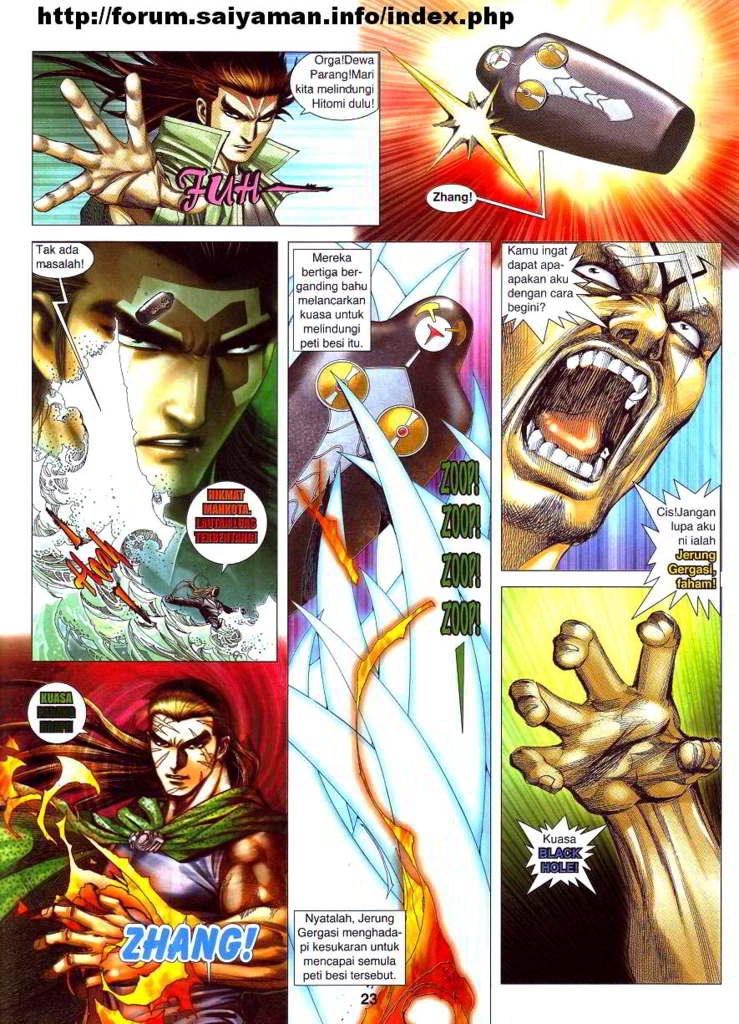 http://forum.saiyaman.info/index.php
Orga!Dewa
Parang!Mari
kita melindungi
Hitomi dulu!
FUH
Zhang!
Tak ada
masalah!
HIKMAT
MAHKOTA.
LAUTAN LUAS
TERBENTANG!
Mereka
bertiga ber-
ganding bahu
melancarkan
kuasa untuk
melindungi
peti besi itu.
ZOOP!
ZOOP!
ZOOP!
ZOOP!
Kamu ingat
dapat apa-
apakan aku
dengan cara
begini?
Cis!Jangan
lupa aku
ni ialah
Jerung
Gergasi,
faham!
KUASA
ZHANG!
Nyatalah, Jerung
Gergasi menghada-
pi kesukaran untuk
mencapai semula
peti besi tersebut.
Kuasa
BLACK
HOLE!
23